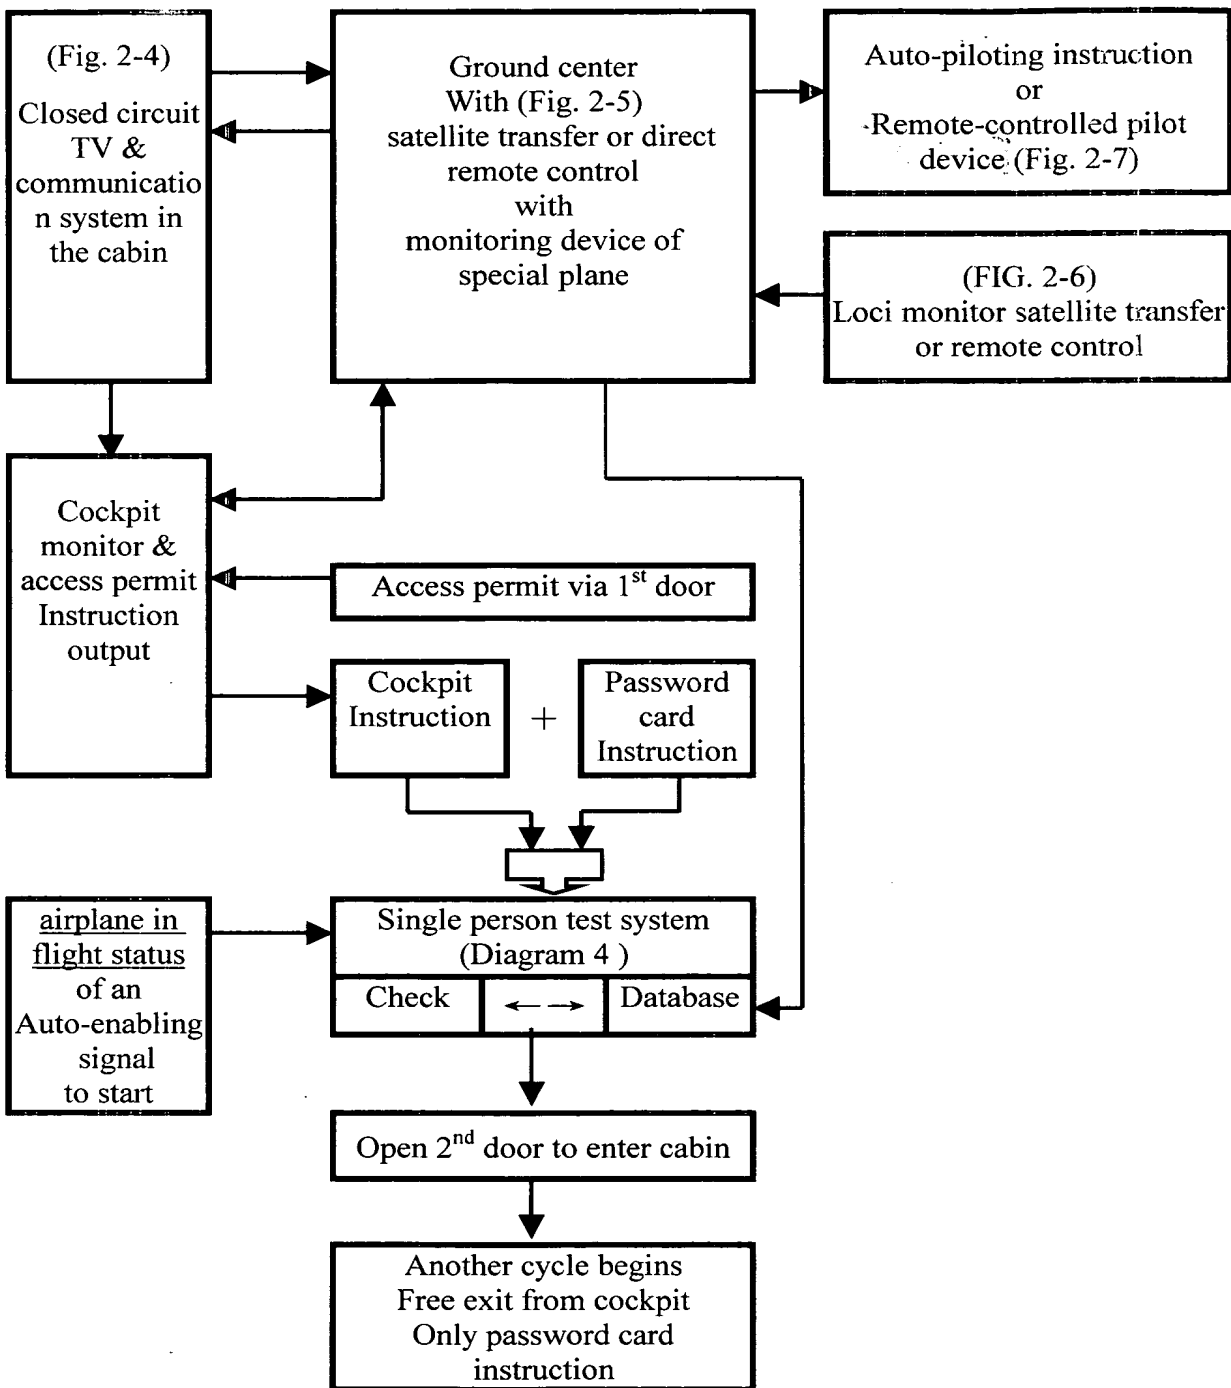 (Fig. 2-4)
Closed circuit
TV &
communicatio
n system in
the cabin
Ground center
With (Fig. 2-5)
satellite transfer or direct
remote control
with
monitoring device of
special plane
Auto-piloting instruction
or
Remote-controlled pilot
device (Fig. 2-7)
(FIG. 2-6)
Loci monitor satellite transfer
or remote control
Cockpit
monitor &
access permit
Instruction
output
Access permit via 1st door
Cockpit
Instruction
+
Password
card
Instruction
airplane in
flight status
of an
Auto-enabling
signal
to start
Single person test system
(Diagram 4 )
Check
Database
Open 2nd door to enter cabin
Another cycle begins
Free exit from cockpit
Only password card
instruction